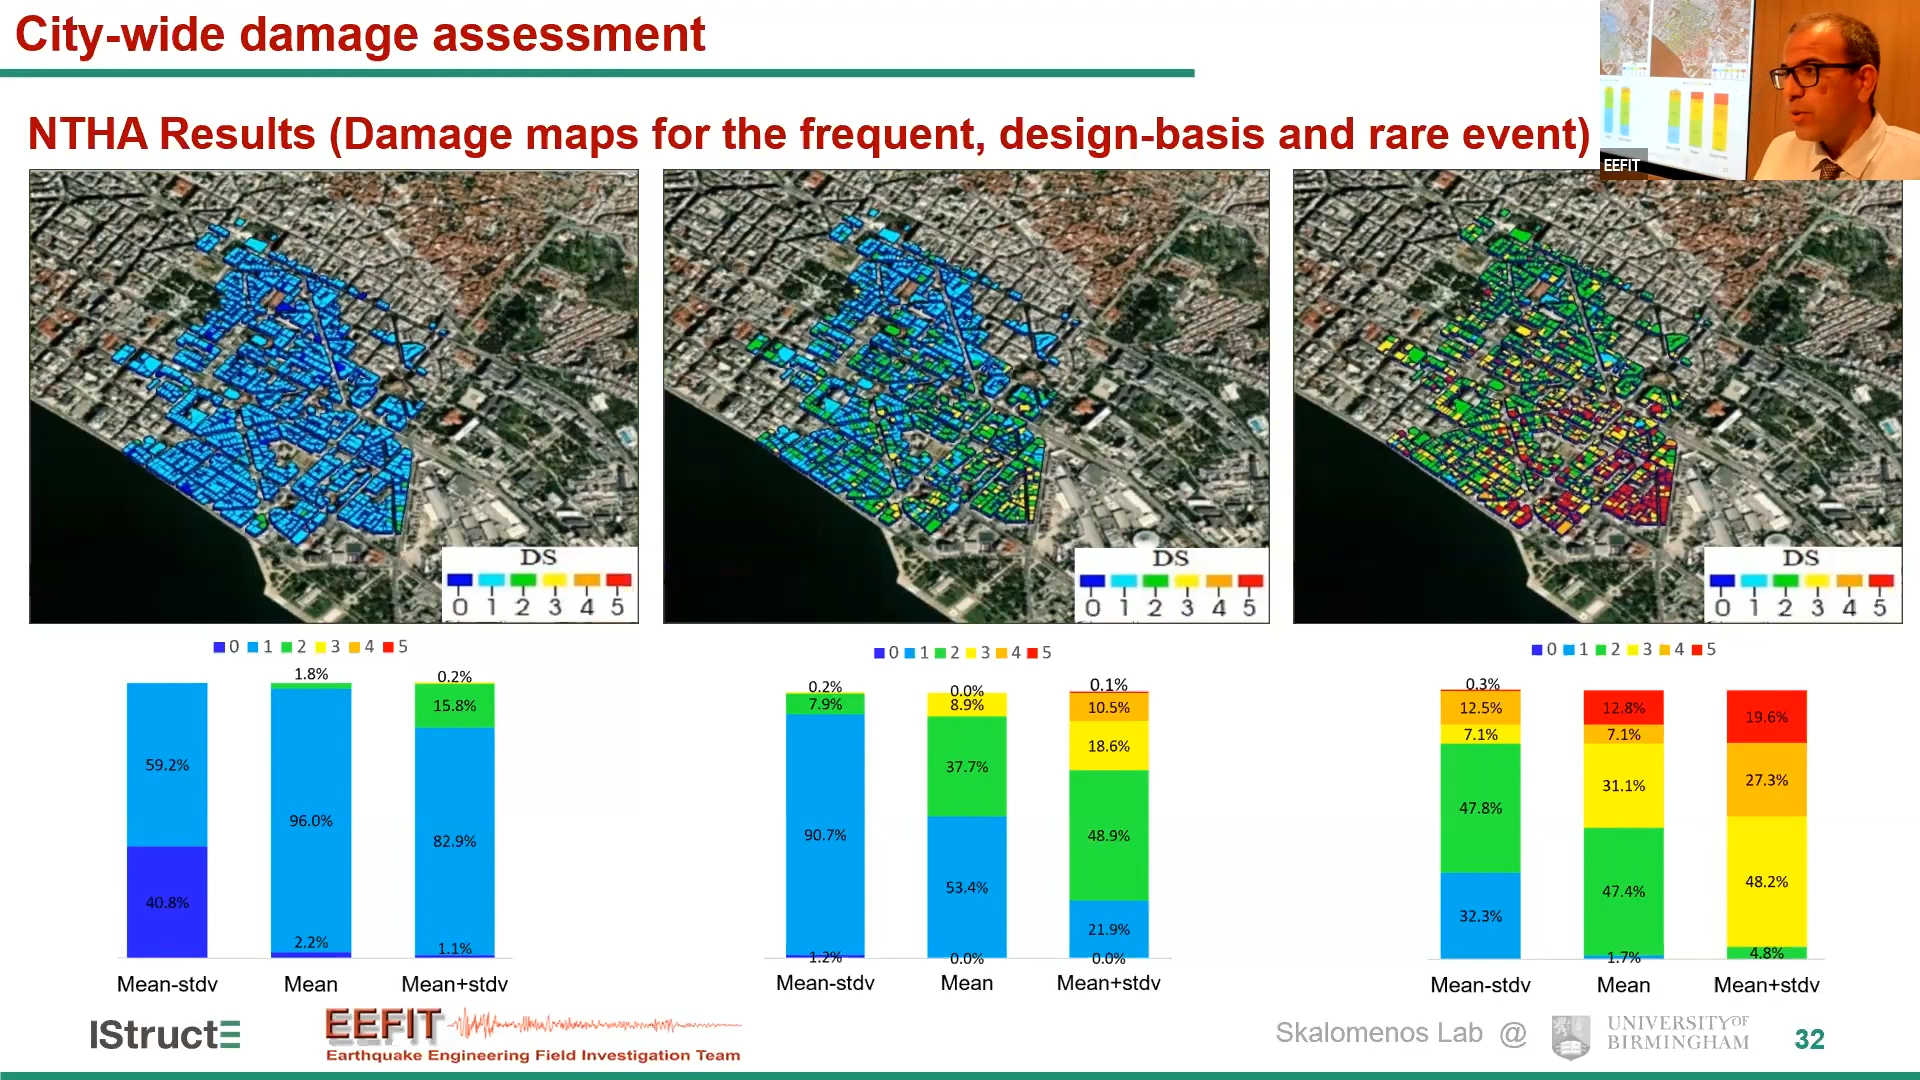 City-wide damage assessment
NTHA Results (Damage maps for the frequent, design-basis and rare event)
EEFIT
DS
0 1 2 3 4 5
DS
0 1 2 3 4 5
DS
0 1 2 3 4 5
0 1 2 3 4 5
59.2%
40.8%
Mean-stdv
1.8%
96.0%
2.2%
Mean
0.2%
15.8%
82.9%
1.1%
Mean+stdv
0 1 2 3 4 5
0.2%
7.9%
90.7%
1.2%
Mean-stdv
0.0%
8.9%
37.7%
53.4%
0.0%
Mean
0.1%
10.5%
18.6%
48.9%
21.9%
0.0%
Mean+stdv
0 1 2 3 4 5
0.3%
12.5%
7.1%
47.8%
32.3%
Mean-stdv
12.8%
7.1%
31.1%
47.4%
1.7%
Mean
19.6%
27.3%
48.2%
4.8%
Mean+stdv
IStructE
EEFIT
Earthquake Engineering Field Investigation Team
Skalomenos Lab @
UNIVERSITY OF
BIRMINGHAM
32